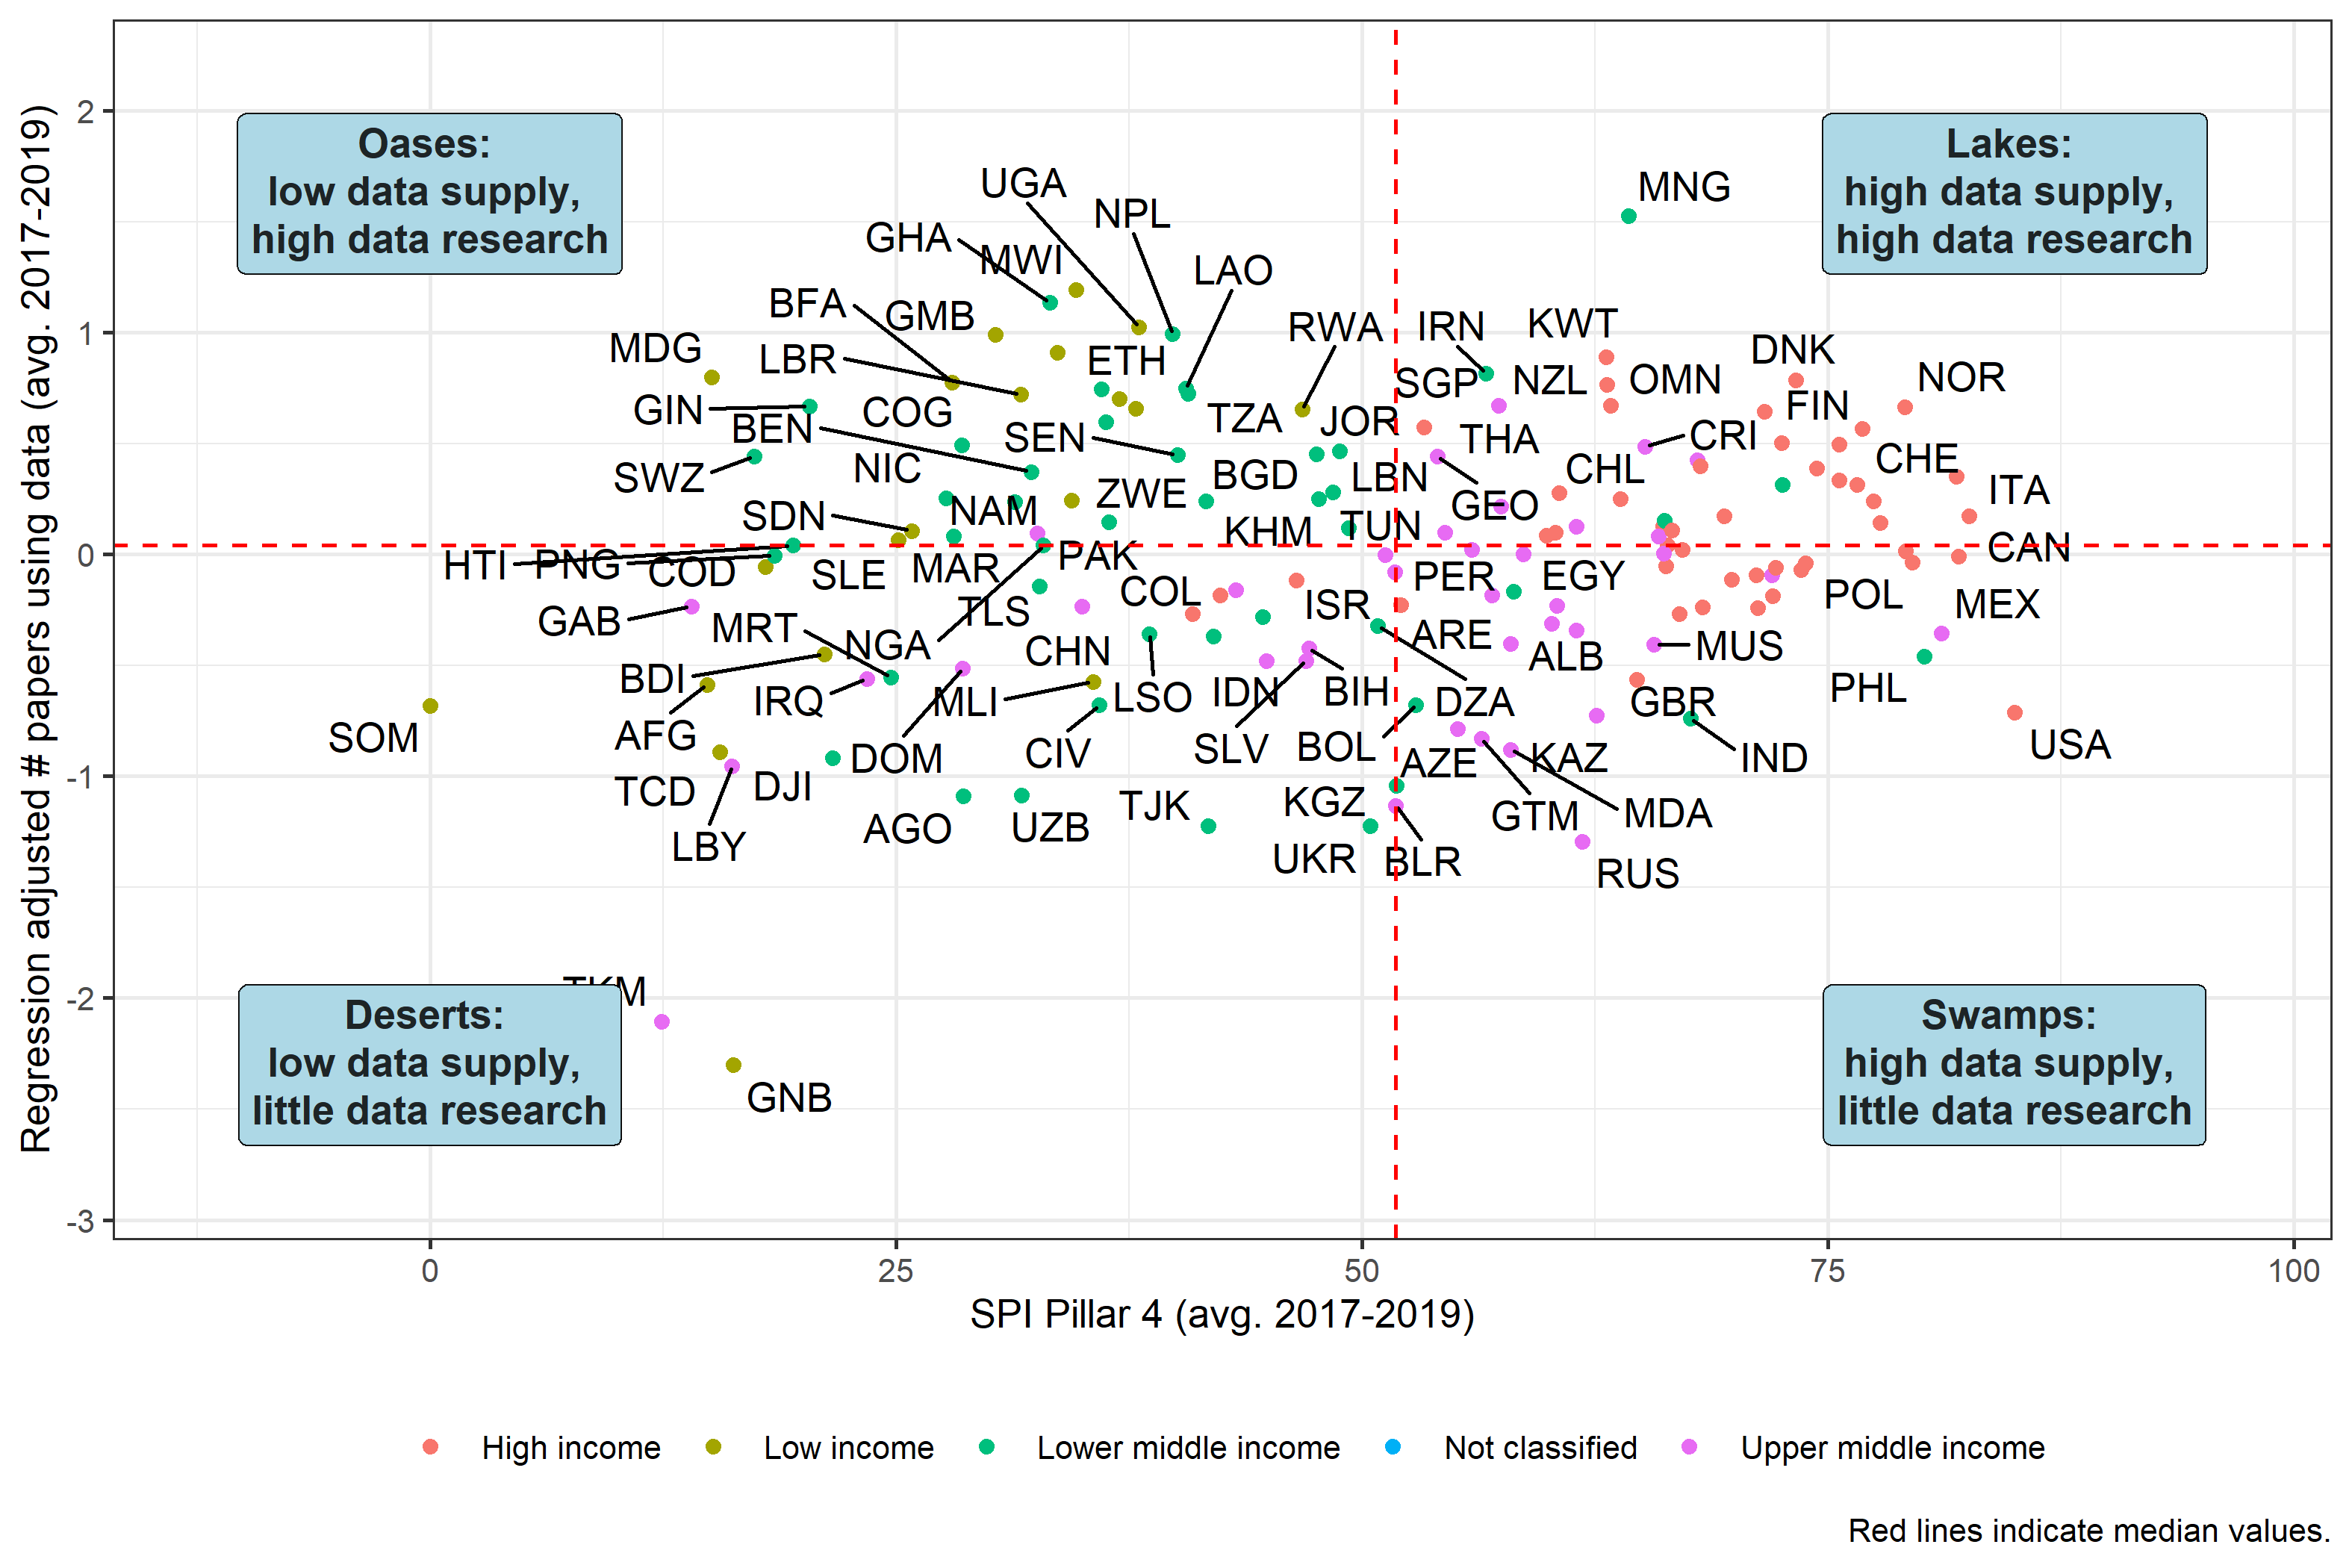 Regression adjusted # papers using data (avg. 2017-2019)
2
1
0
-1
-2
-3
Oases:
low data supply,
high data research
Lakes:
high data supply,
high data research
UGA
MNG
NPL
GHA
MWI
LAO
BFA
GMB
RWA
IRN
KWT
MDG
LBR
ETH
DNK
SGP
NZL
OMN
NOR
GIN
COG
TZA
JOR
FIN
BEN
SEN
THA
CRI
SWZ
NIC
BGD
LBN
CHL
CHE
ZWE
GEO
ITA
SDN
NAM
KHM
TUN
HTI
PNG
COD
SLE
MAR
PAK
PER
EGY
CAN
COL
ISR
POL
MEX
GAB
MRT
NGA
TLS
CHN
ARE
ALB
MUS
BDI
IRQ
MLI
LSO
IDN
BIH
DZA
GBR
PHL
SOM
AFG
DOM
CIV
SLV
BOL
AZE
KAZ
IND
USA
TCD
DJI
LBY
AGO
UZB
TJK
KGZ
GTM
MDA
UKR
BLR
RUS
TKM
Deserts:
low data supply,
little data research
GNB
Swamps:
high data supply,
little data research
0
25
50
75
100
SPI Pillar 4 (avg. 2017-2019)
High income
Low income
Lower middle income
Not classified
Upper middle income
Red lines indicate median values.